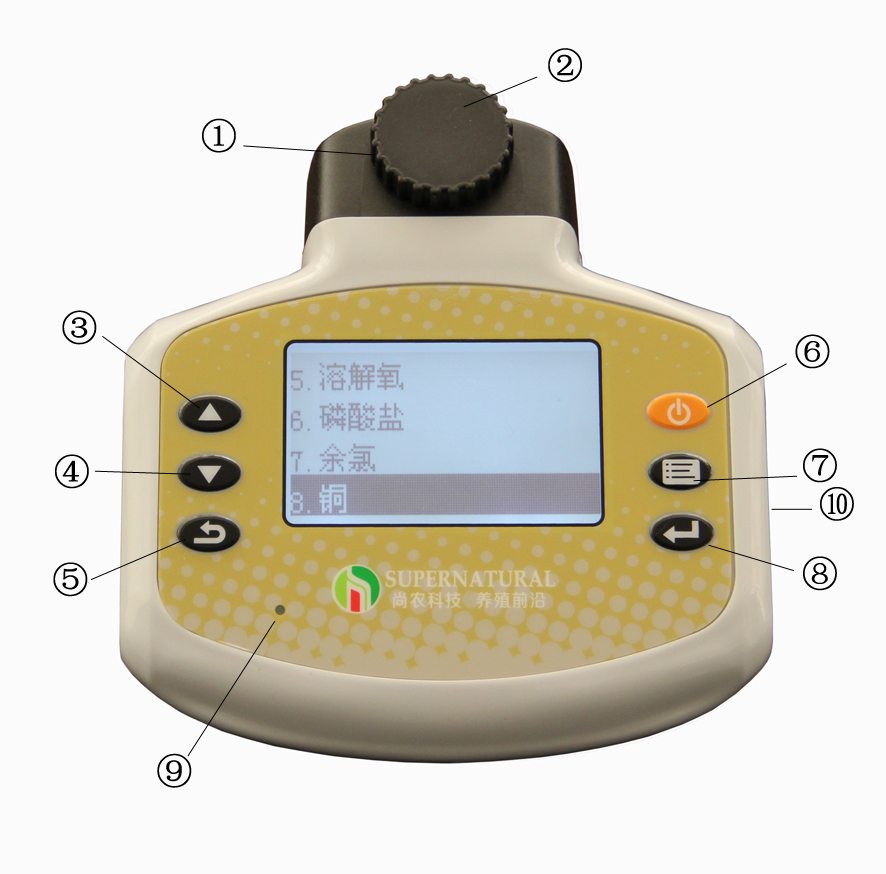 ②
①
③
⑥
5. 溶解氧
6. 磷酸盐
7. 余氯
8. 铜
④
⑦
⑩
⑤
⑧
SUPERNATURAL
尚农科技 养殖前沿
⑨